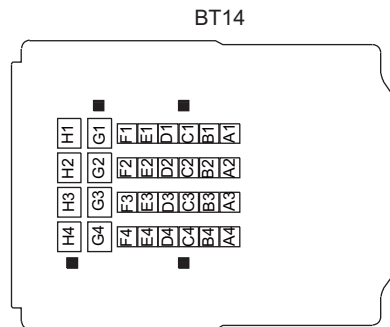 BT14
H1 G1 F1 E1 D1 C1 B1 A1
H2 G2 F2 E2 D2 C2 B2 A2
H3 G3 F3 E3 D3 C3 B3 A3
H4 G4 F4 E4 D4 C4 B4 A4